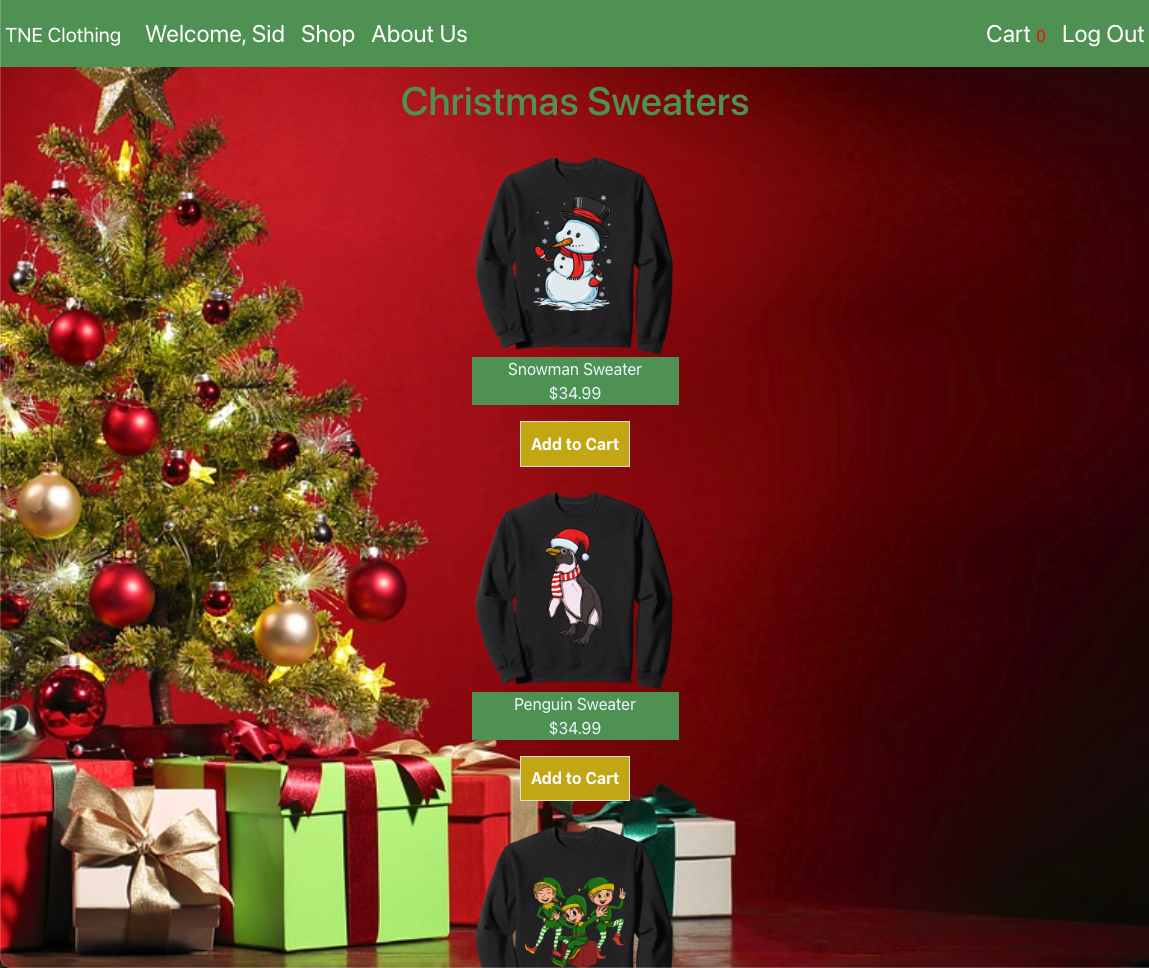 TNE Clothing Welcome, Sid Shop About Us Cart 0 Log Out
Christmas Sweaters
Snowman Sweater
$34.99
Add to Cart
Penguin Sweater
$34.99
Add to Cart